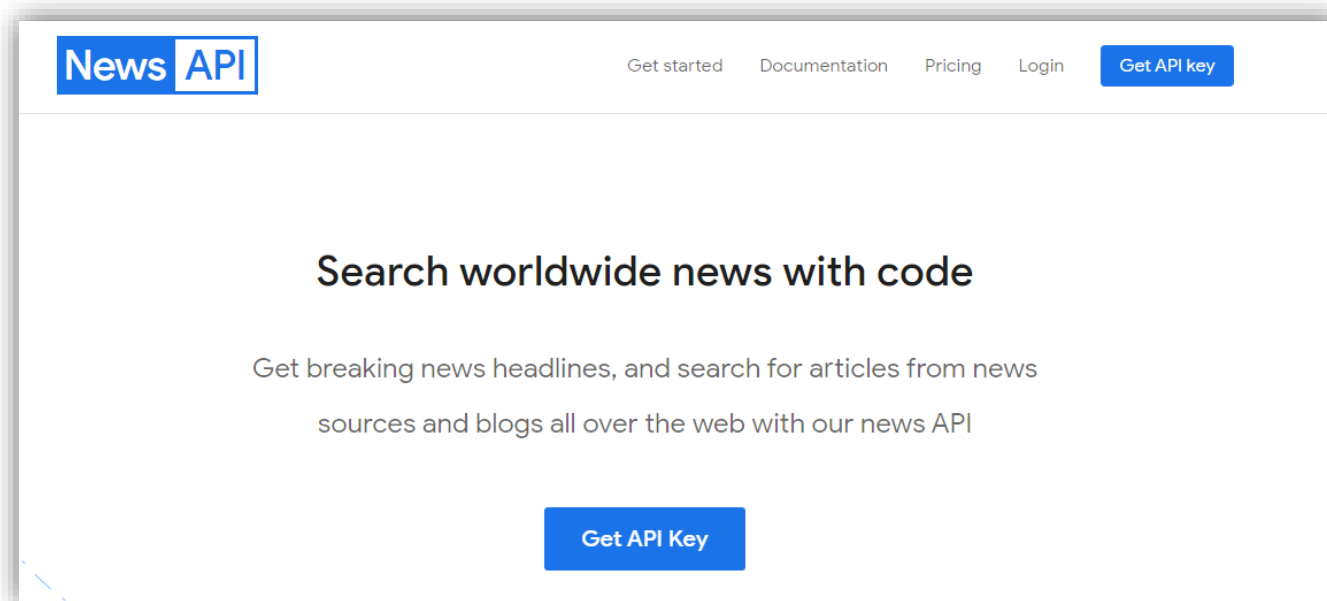 News API
Get started Documentation Pricing Login Get API key
Search worldwide news with code
Get breaking news headlines, and search for articles from news
sources and blogs all over the web with our news API
Get API Key